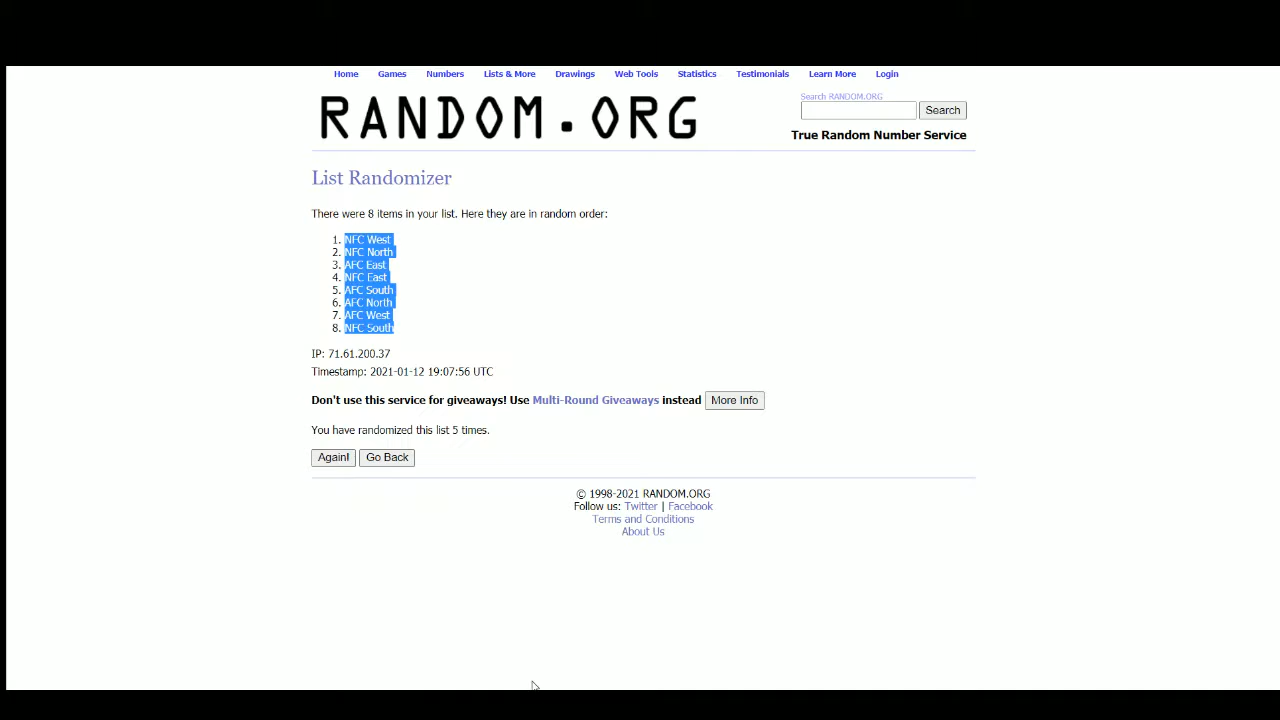 Home Games Numbers Lists & More Drawings Web Tools Statistics Testimonials Learn More Login
RANDOM.ORG
Search RANDOM.ORG
Search
True Random Number Service
List Randomizer
There were 8 items in your list. Here they are in random order:
1. NFC West
2. NFC North
3. AFC East
4. NFC East
5. AFC South
6. AFC North
7. AFC West
8. NFC South
IP: 71.61.200.37
Timestamp: 2021-01-12 19:07:56 UTC
Don't use this service for giveaways! Use Multi-Round Giveaways instead More Info
You have randomized this list 5 times.
Again! Go Back
© 1998-2021 RANDOM.ORG
Follow us: Twitter | Facebook
Terms and Conditions
About Us